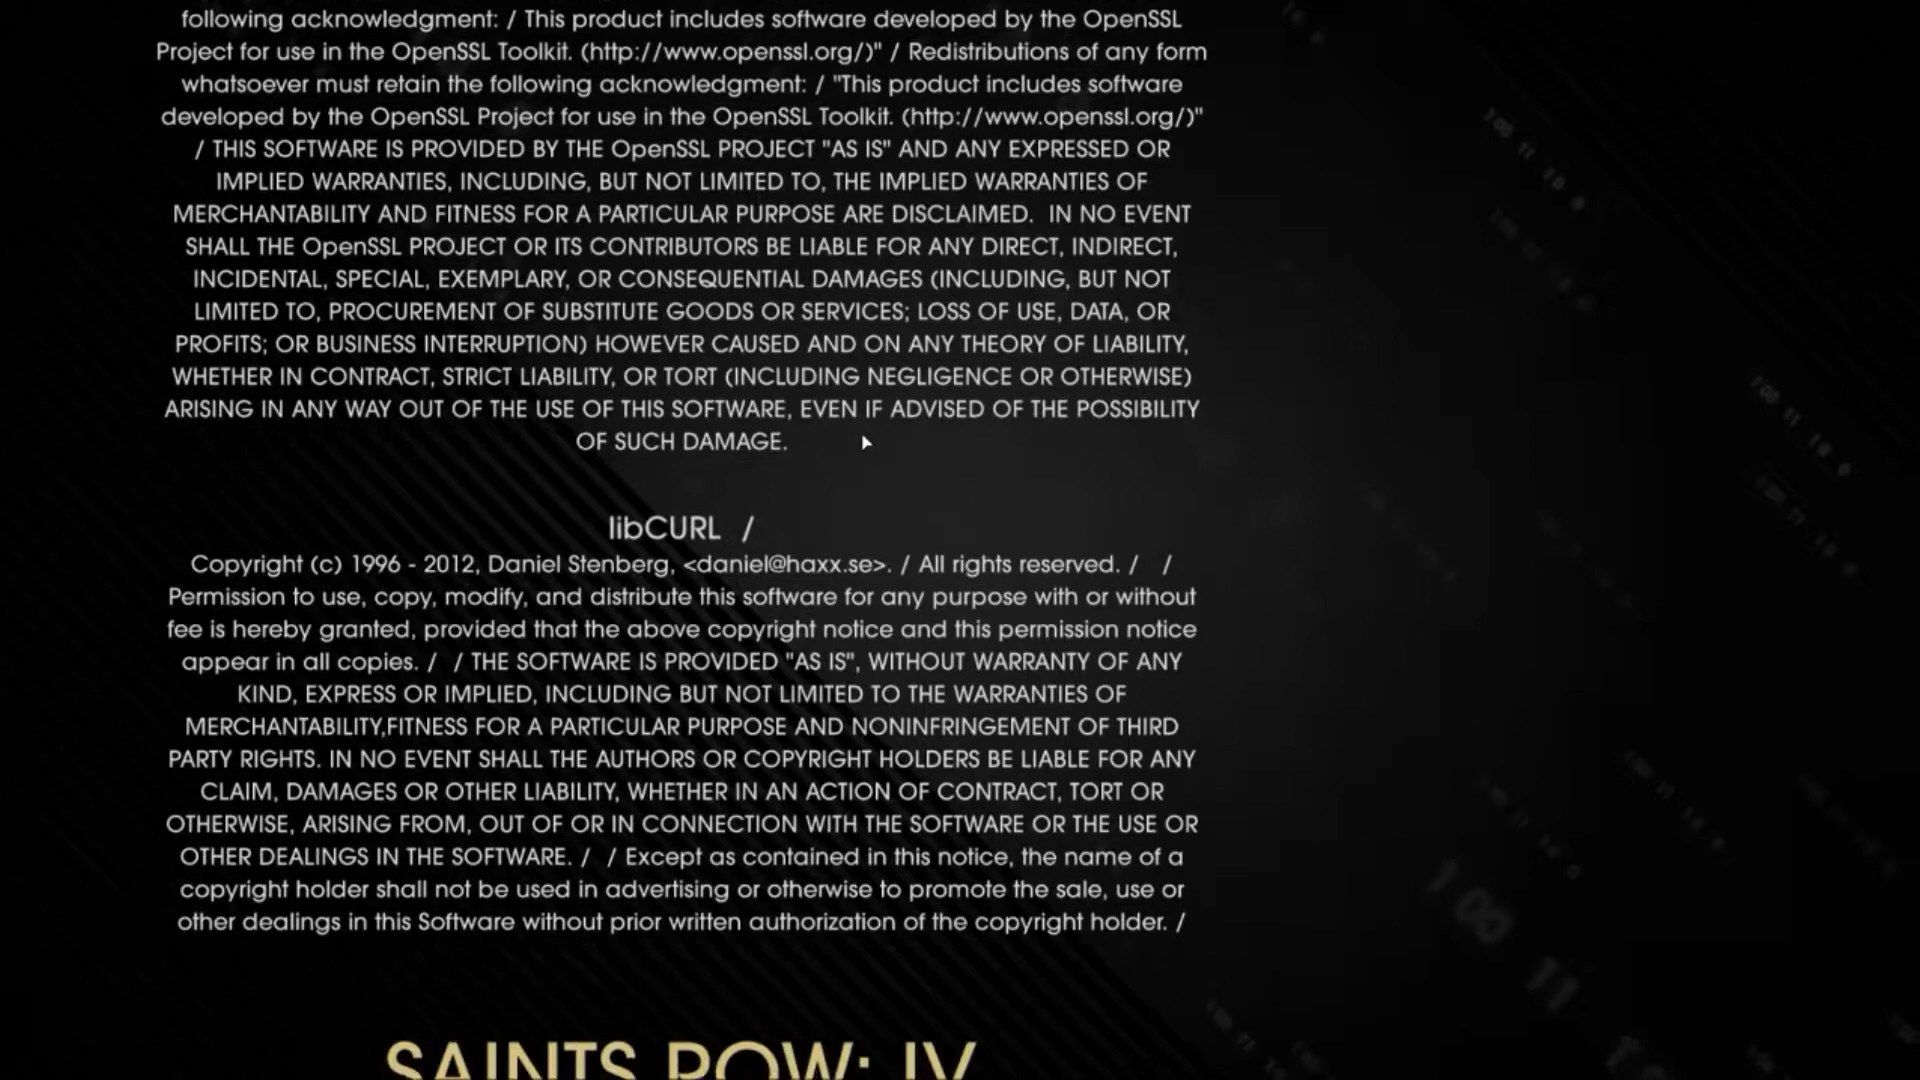 following acknowledgment: / This product includes software developed by the OpenSSL
Project for use in the OpenSSL Toolkit. (http://www.openssl.org/)" / Redistributions of any form
whatsoever must retain the following acknowledgment: / "This product includes software
developed by the OpenSSL Project for use in the OpenSSL Toolkit. (http://www.openssl.org/)"
/ THIS SOFTWARE IS PROVIDED BY THE OpenSSL PROJECT "AS IS" AND ANY EXPRESSED OR
IMPLIED WARRANTIES, INCLUDING, BUT NOT LIMITED TO, THE IMPLIED WARRANTIES OF
MERCHANTABILITY AND FITNESS FOR A PARTICULAR PURPOSE ARE DISCLAIMED.  IN NO EVENT
SHALL THE OpenSSL PROJECT OR ITS CONTRIBUTORS BE LIABLE FOR ANY DIRECT, INDIRECT,
INCIDENTAL, SPECIAL, EXEMPLARY, OR CONSEQUENTIAL DAMAGES (INCLUDING, BUT NOT
LIMITED TO, PROCUREMENT OF SUBSTITUTE GOODS OR SERVICES; LOSS OF USE, DATA, OR
PROFITS; OR BUSINESS INTERRUPTION) HOWEVER CAUSED AND ON ANY THEORY OF LIABILITY,
WHETHER IN CONTRACT, STRICT LIABILITY, OR TORT (INCLUDING NEGLIGENCE OR OTHERWISE)
ARISING IN ANY WAY OUT OF THE USE OF THIS SOFTWARE, EVEN IF ADVISED OF THE POSSIBILITY
OF SUCH DAMAGE.
libCURL  /
Copyright (c) 1996 - 2012, Daniel Stenberg, <daniel@haxx.se>. / All rights reserved. /   /
Permission to use, copy, modify, and distribute this software for any purpose with or without
fee is hereby granted, provided that the above copyright notice and this permission notice
appear in all copies. /  / THE SOFTWARE IS PROVIDED "AS IS", WITHOUT WARRANTY OF ANY
KIND, EXPRESS OR IMPLIED, INCLUDING BUT NOT LIMITED TO THE WARRANTIES OF
MERCHANTABILITY,FITNESS FOR A PARTICULAR PURPOSE AND NONINFRINGEMENT OF THIRD
PARTY RIGHTS. IN NO EVENT SHALL THE AUTHORS OR COPYRIGHT HOLDERS BE LIABLE FOR ANY
CLAIM, DAMAGES OR OTHER LIABILITY, WHETHER IN AN ACTION OF CONTRACT, TORT OR
OTHERWISE, ARISING FROM, OUT OF OR IN CONNECTION WITH THE SOFTWARE OR THE USE OR
OTHER DEALINGS IN THE SOFTWARE. /  / Except as contained in this notice, the name of a
copyright holder shall not be used in advertising or otherwise to promote the sale, use or
other dealings in this Software without prior written authorization of the copyright holder. /
SAINTS ROW: IV